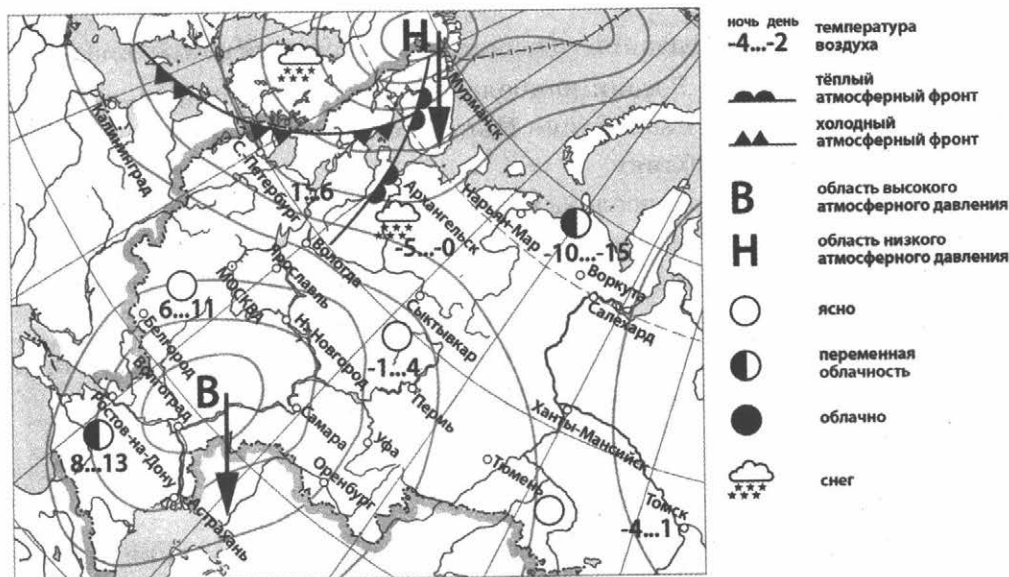 Н
Мурманск
Калининград
С.-Петербург
1...6
Архангельск
Нарьян-Мар
-5...-0
-10...-15
Вологда
Воркута
Ярославль
МОСКВА
6...11
Салехард
Сыктывкар
Белгород
Н.Новгород
-1...4
Волгоград
В
Пермь
Ростов-на-Дону
Самара
Уфа
Ханты-Мансийск
8...13
Оренбург
Тюмень
Томск
-4...1
Астрахань
ночь день
-4...-2
температура
воздуха
тёплый
атмосферный фронт
холодный
атмосферный фронт
В
область высокого
атмосферного давления
Н
область низкого
атмосферного давления
ясно
переменная
облачность
облачно
снег